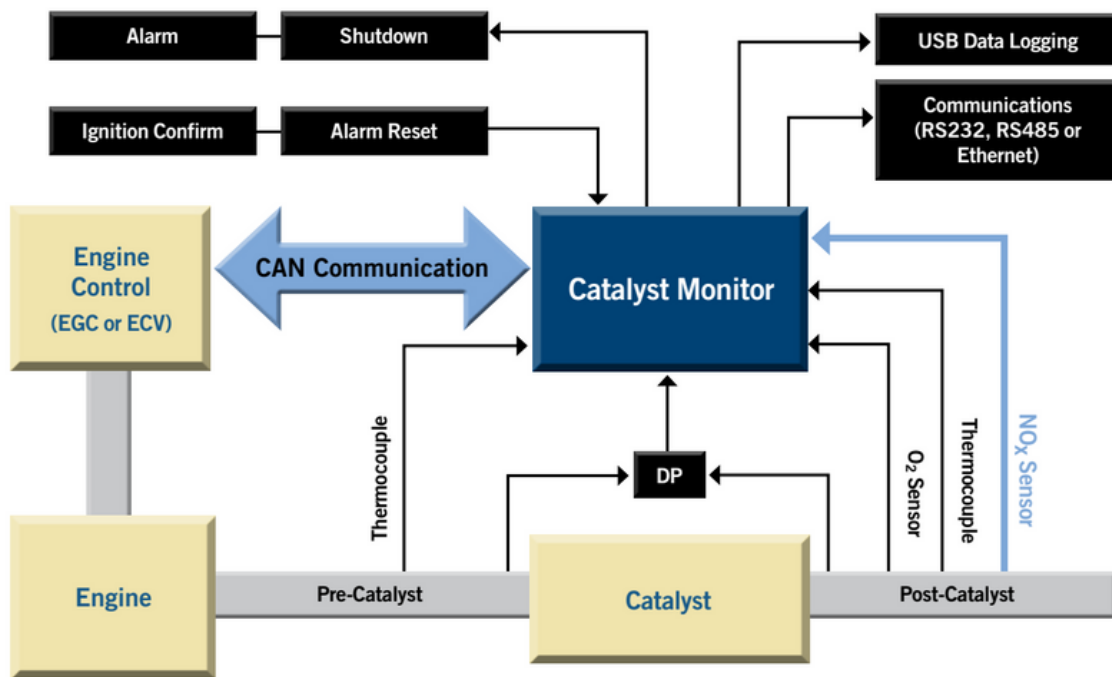 Alarm
Shutdown
USB Data Logging
Communications
(RS232, RS485 or
Ethernet)
Ignition Confirm
Alarm Reset
Engine
Control
(EGC or ECV)
CAN Communication
Catalyst Monitor
Thermocouple
DP
O₂ Sensor
Thermocouple
NOₓ Sensor
Engine
Pre-Catalyst
Catalyst
Post-Catalyst